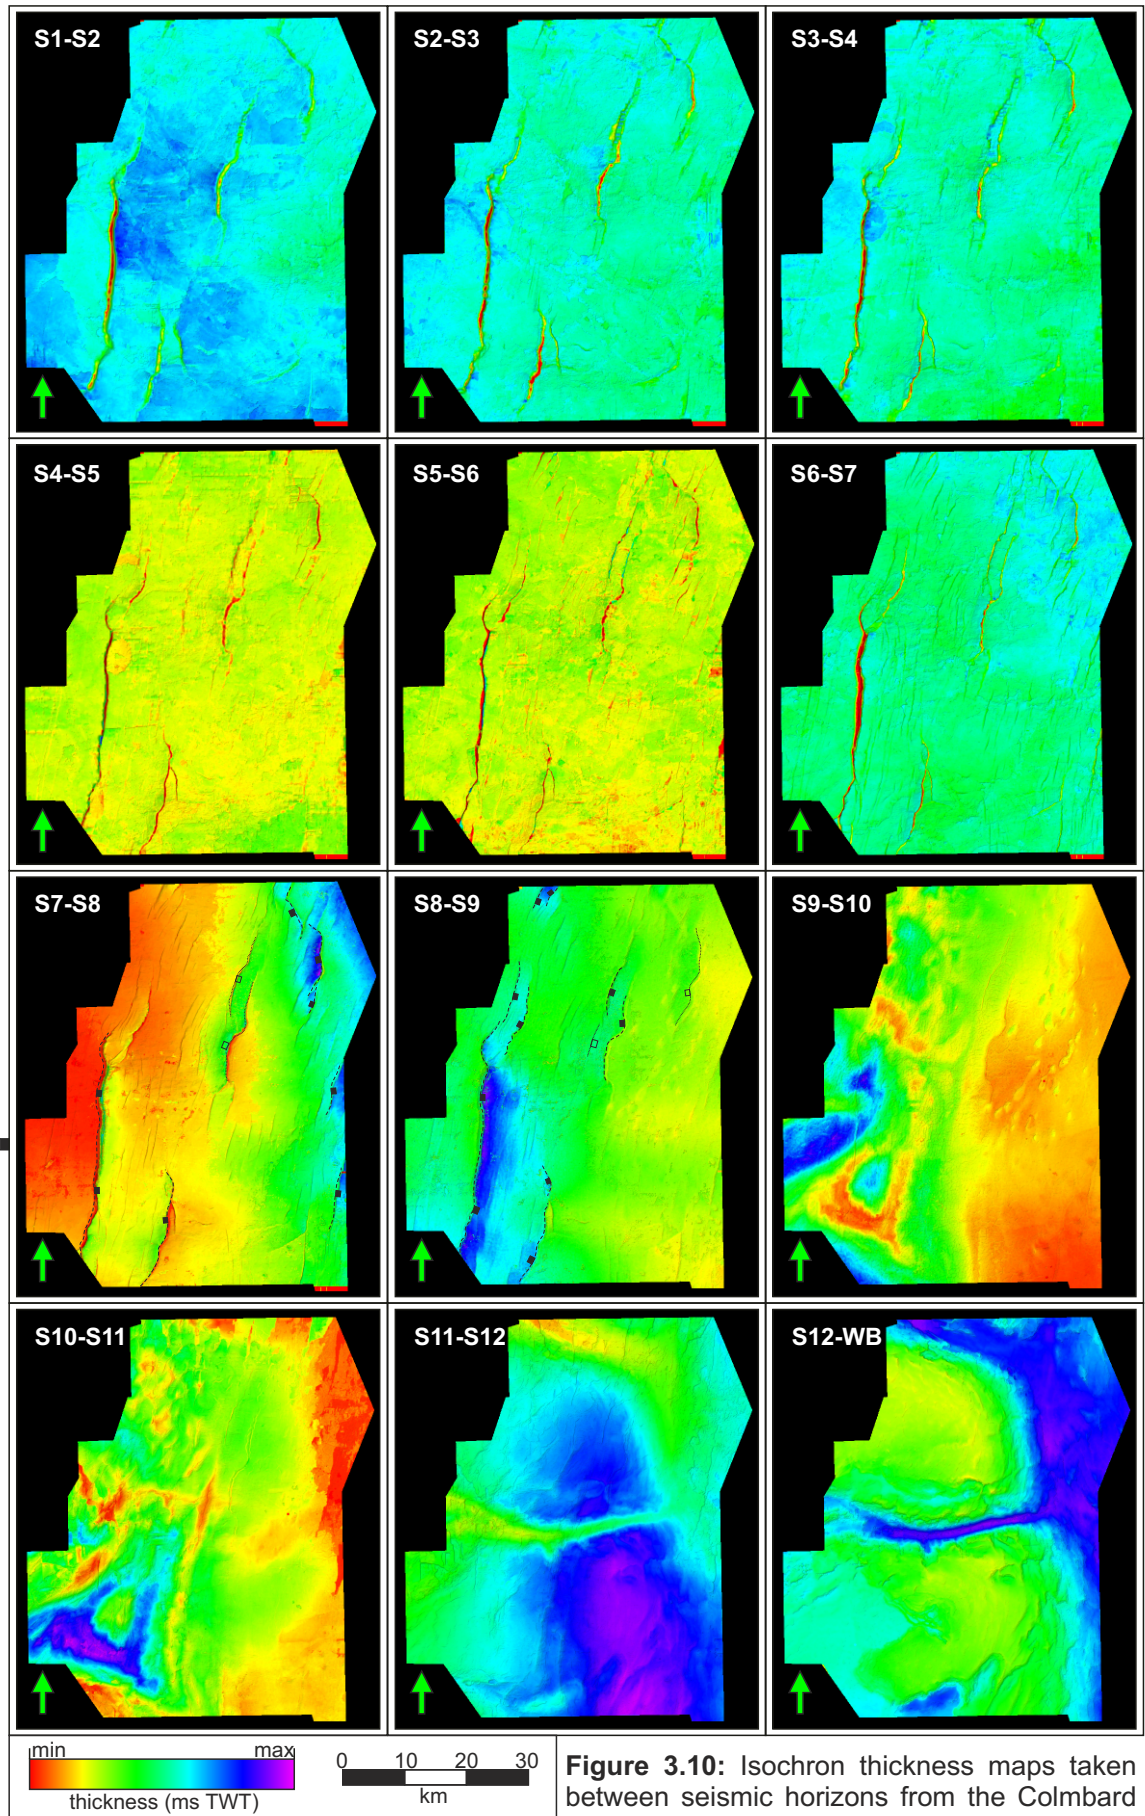 S1-S2
S2-S3
S3-S4
S4-S5
S5-S6
S6-S7
S7-S8
S8-S9
S9-S10
S10-S11
S11-S12
S12-WB
min max
thickness (ms TWT)
0 10 20 30
km
Figure 3.10: Isochron thickness maps taken
between seismic horizons from the Colmbard